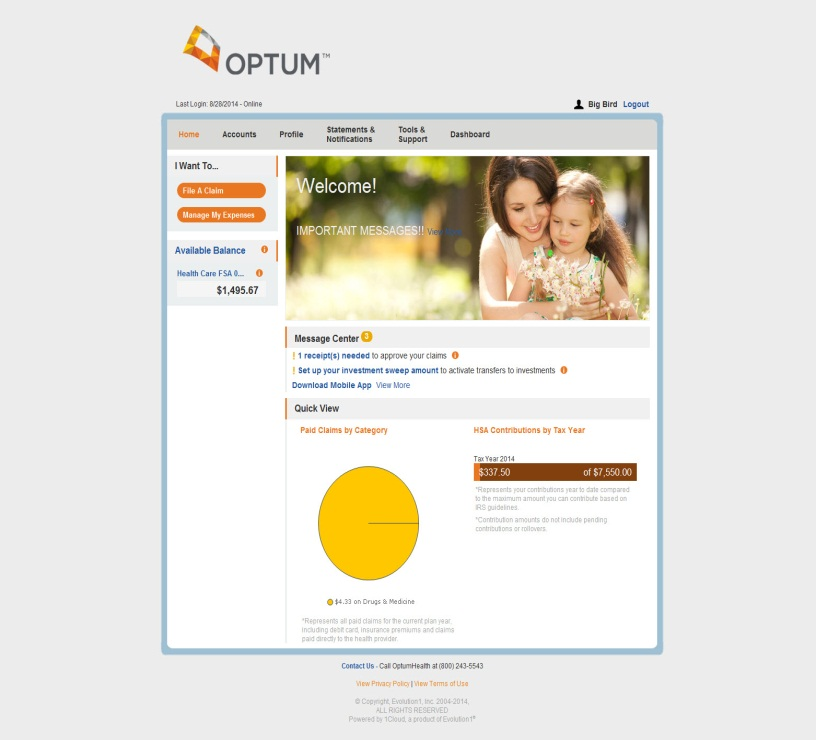 OPTUM™
Last Login: 8/28/2014 - Online
Big Bird Logout
Home Accounts Profile Statements & Notifications Tools & Support Dashboard
I Want To...
File A Claim
Manage My Expenses
Available Balance
Health Care FSA 0...
$1,495.67
Welcome!
IMPORTANT MESSAGES!! View
Message Center 3
! 1 receipt(s) needed to approve your claims
! Set up your investment sweep amount to activate transfers to investments
Download Mobile App View More
Quick View
Paid Claims by Category
$4.33 on Drugs & Medicine
*Represents all paid claims for the current plan year,
including debit card, insurance premiums and claims
paid directly to the health provider.
HSA Contributions by Tax Year
Tax Year 2014
$337.50 of $7,550.00
*Represents your contributions year to date compared
to the maximum amount you can contribute based on
IRS guidelines
*Contribution amounts do not include pending
contributions or rollovers.
Contact Us - Call OptumHealth at (800) 243-5543
View Privacy Policy | View Terms of Use
© Copyright, Evolution1, Inc. 2004-2014,
ALL RIGHTS RESERVED
Powered by 1Cloud, a product of Evolution1®